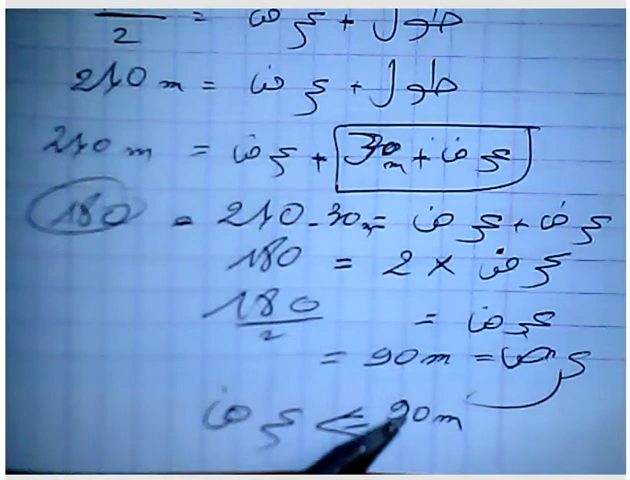 طول + عرض = /2
طول + عرض = 210 m
عرض + 30 m + عرض = 210 m
عرض + عرض = 210 - 30 m = 180
180 = 2 × عرض
180/2 = عرض
= 90 m = عرض
عرض <= 90 m